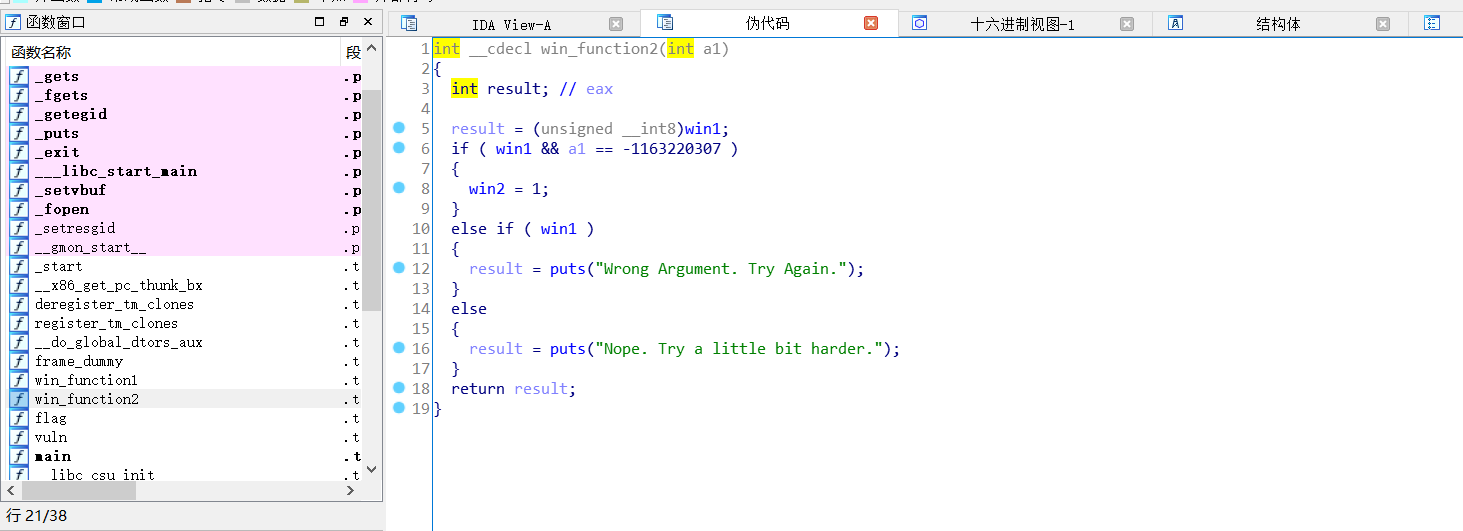 函数窗口
函数名称 段
_gets .p
_fgets .p
_getegid .p
_puts .p
_exit .p
___libc_start_main .p
_setvbuf .p
_fopen .p
_setresgid .p
__gmon_start__ .p
_start .t
__x86_get_pc_thunk_bx .t
deregister_tm_clones .t
register_tm_clones .t
__do_global_dtors_aux .t
frame_dummy .t
win_function1 .t
win_function2 .t
flag .t
vuln .t
main .t
libc csu init
行 21/38
IDA View-A 伪代码 十六进制视图-1 结构体
1 int __cdecl win_function2(int a1)
2 {
3 int result; // eax
4
5 result = (unsigned __int8)win1;
6 if ( win1 && a1 == -1163220307 )
7 {
8 win2 = 1;
9 }
10 else if ( win1 )
11 {
12 result = puts("Wrong Argument. Try Again.");
13 }
14 else
15 {
16 result = puts("Nope. Try a little bit harder.");
17 }
18 return result;
19 }